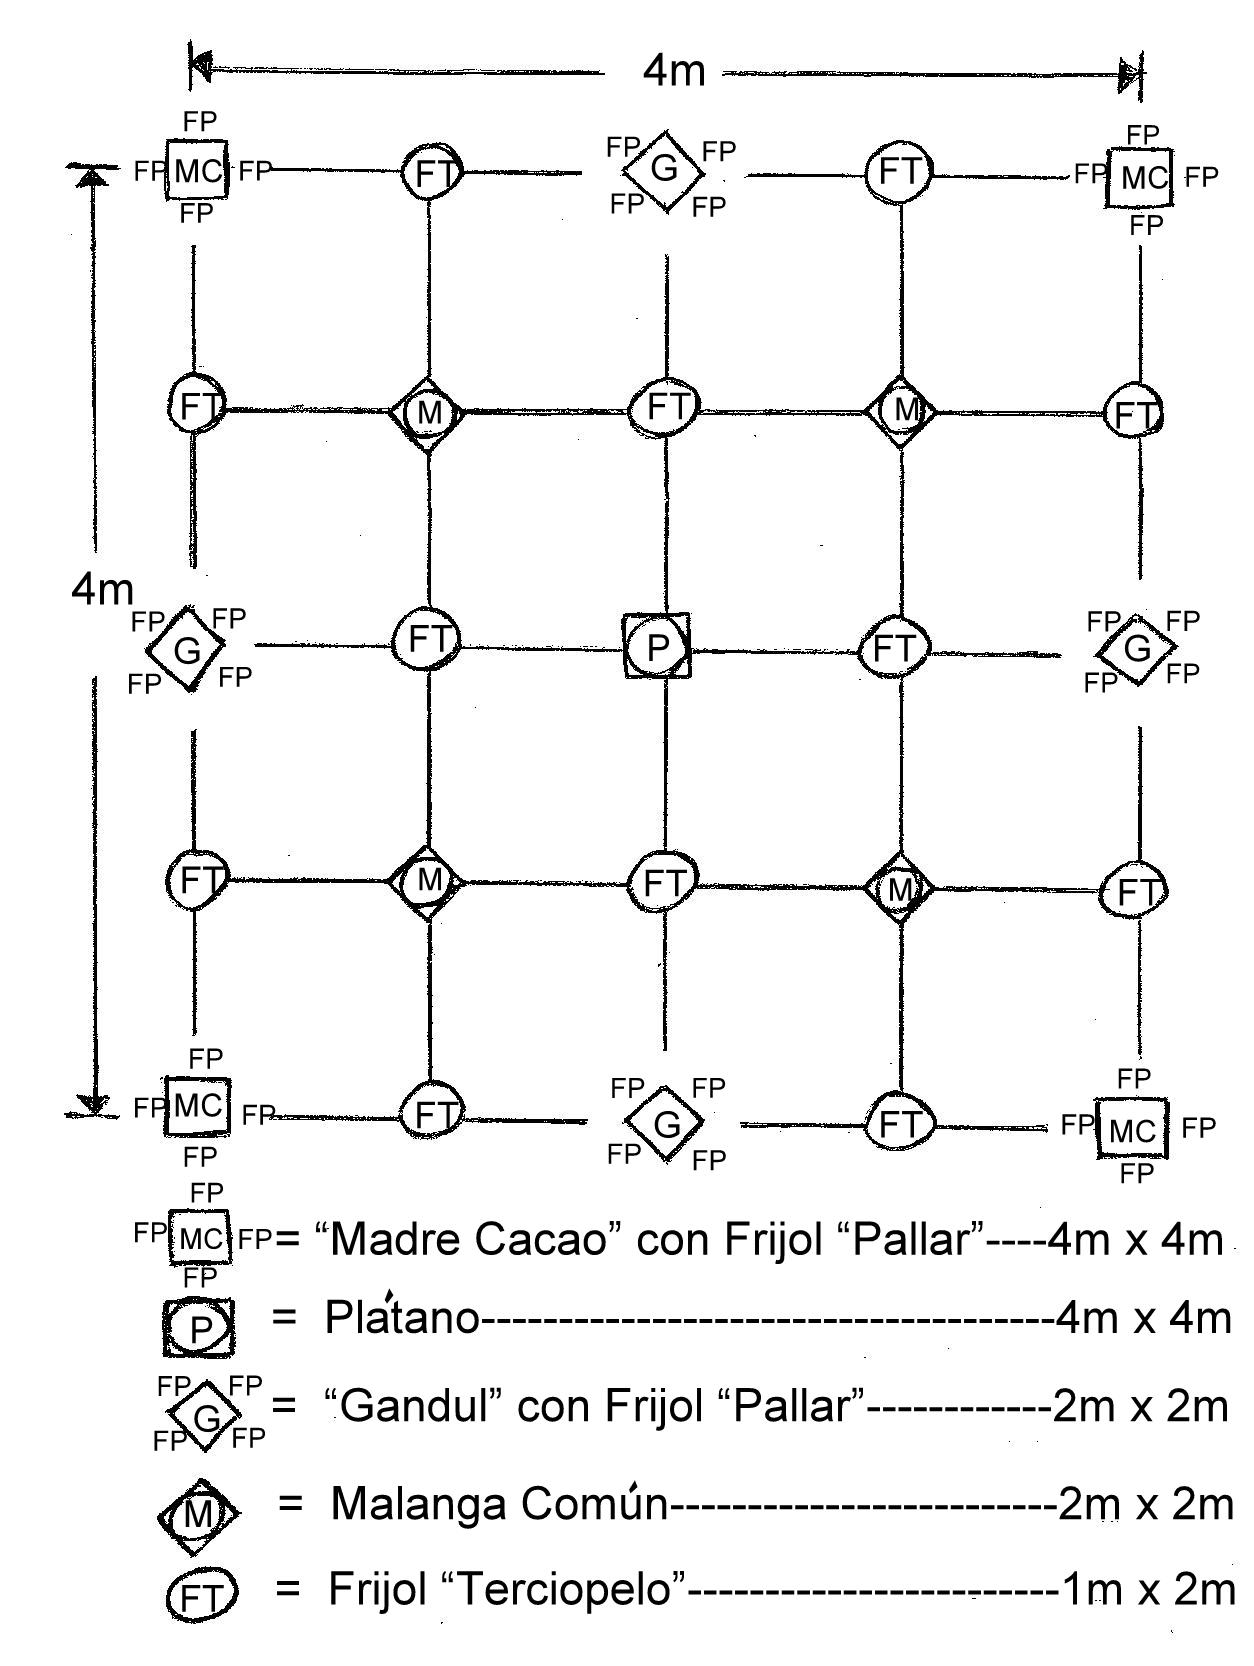 4m
FP FP FP FP FP
FP MC FP FT G FT FP MC FP
FP FP FP FP
FT M FT M FT
4m
FP FP FP FP
G FT P FT G
FP FP FP FP
FT M FT M FT
FP FP FP FP
FP MC FP FT G FT FP MC FP
FP FP FP FP
FP
FP MC FP = “Madre Cacao” con Frijol “Pallar”----4m x 4m
FP
P = Plátano-------------------------------------4m x 4m
FP FP
G = “Gandul” con Frijol “Pallar”------------2m x 2m
FP FP
M = Malanga Común-------------------------2m x 2m
FT = Frijol “Terciopelo”------------------------1m x 2m